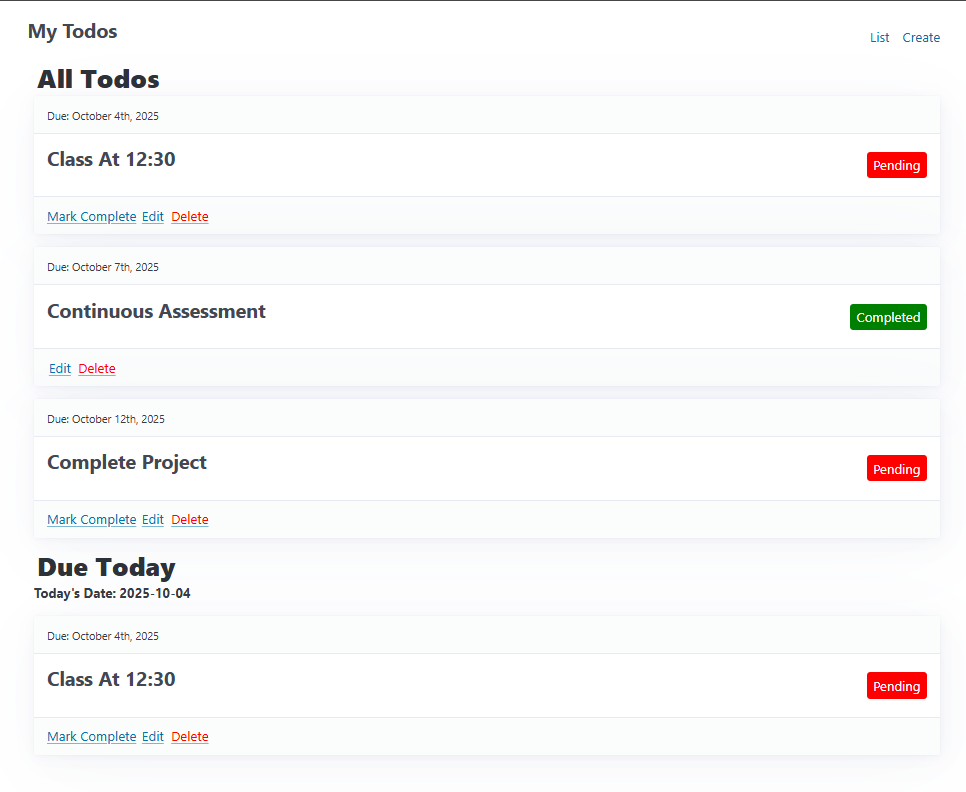 My Todos
List Create
All Todos
Due: October 4th, 2025
Class At 12:30
Pending
Mark Complete Edit Delete
Due: October 7th, 2025
Continuous Assessment
Completed
Edit Delete
Due: October 12th, 2025
Complete Project
Pending
Mark Complete Edit Delete
Due Today
Today's Date: 2025-10-04
Due: October 4th, 2025
Class At 12:30
Pending
Mark Complete Edit Delete